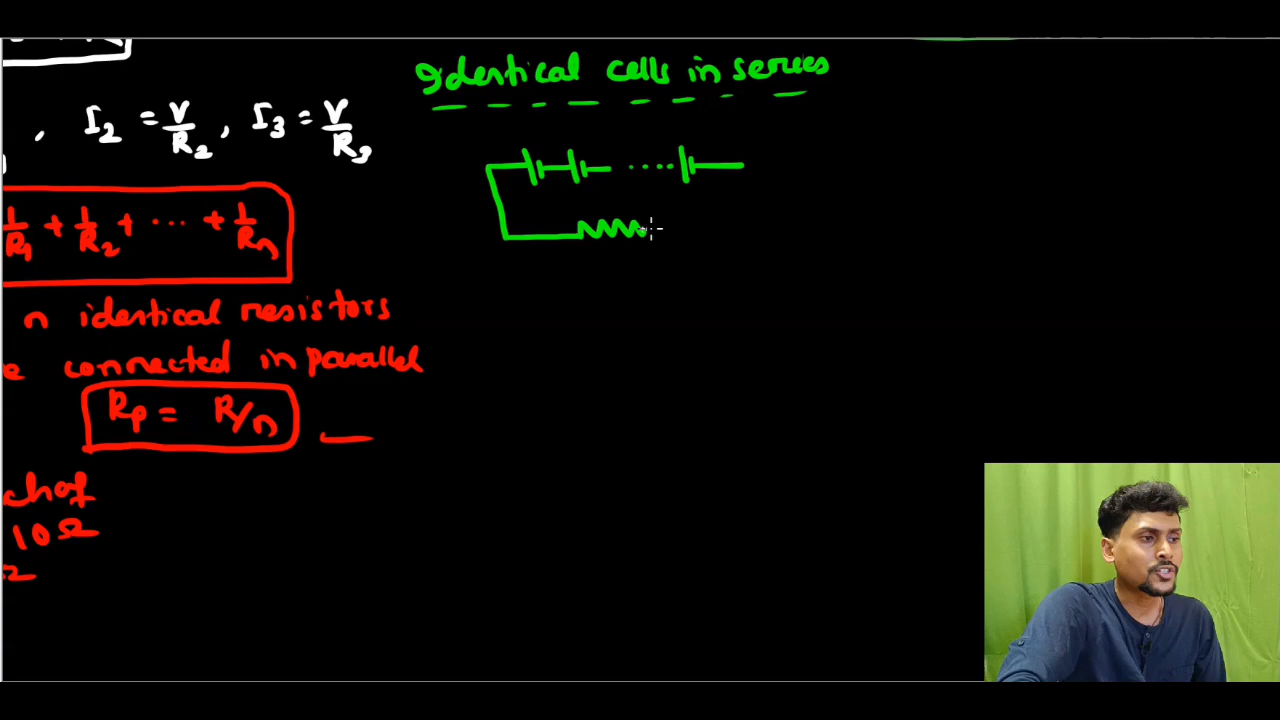 , I₂ = V/R₂ , I₃ = V/R₃
1/R₁ + 1/R₂ + ... + 1/Rn
n identical resistors
connected in parallel
Rp = R/n
10Ω
Identical cells in series